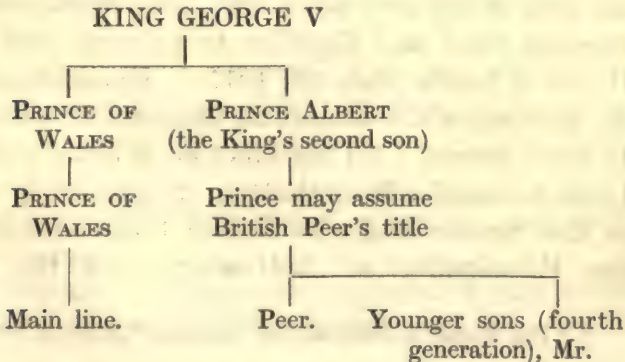 KING GEORGE V
PRINCE OF WALES
PRINCE ALBERT
(the King's second son)
PRINCE OF WALES
Prince may assume
British Peer's title
Main line.
Peer.
Younger sons (fourth
generation), Mr.